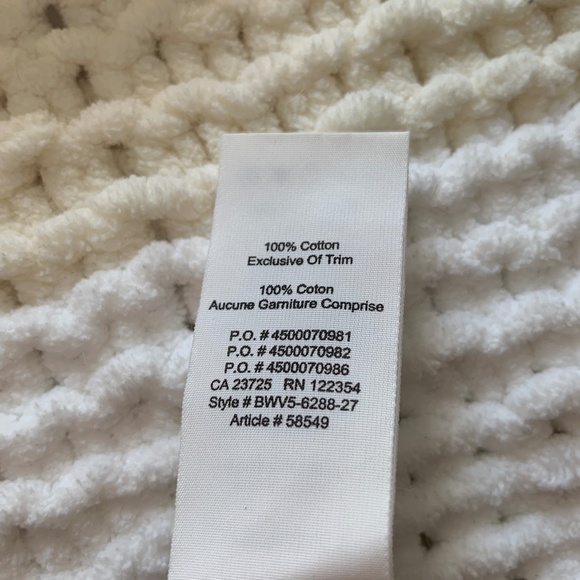 100% Cotton
Exclusive Of Trim
100% Coton
Aucune Garniture Comprise
P.O. # 4500070981
P.O. # 4500070982
P.O. # 4500070986
CA 23725 RN 122354
Style # BWV5-6288-27
Article # 58549